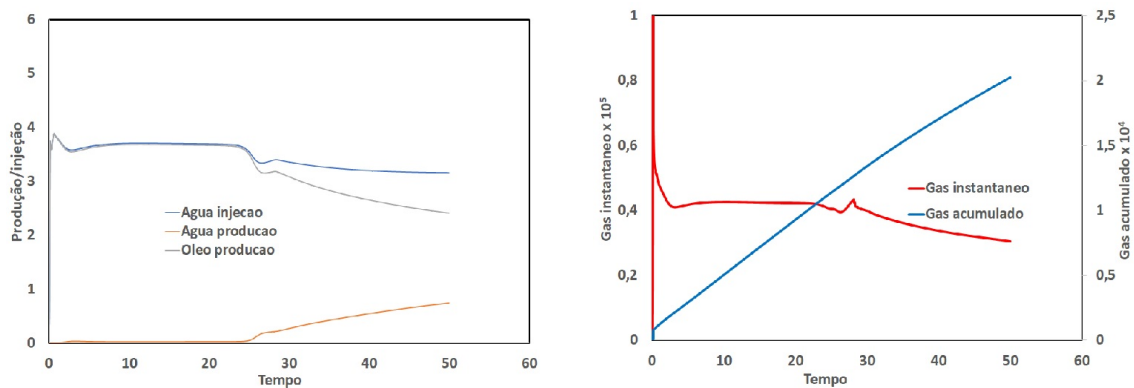 6
5
4
3
2
1
0
Produção/injeção
Agua injecao
Agua producao
Oleo producao
0 10 20 30 40 50 60
Tempo
1
0,8
0,6
0,4
0,2
0
Gas instantaneo x 10⁵
Gas instantaneo
Gas acumulado
2,5
2
1,5
1
0,5
0
Gas acumulado x 10⁴
0 10 20 30 40 50 60
Tempo